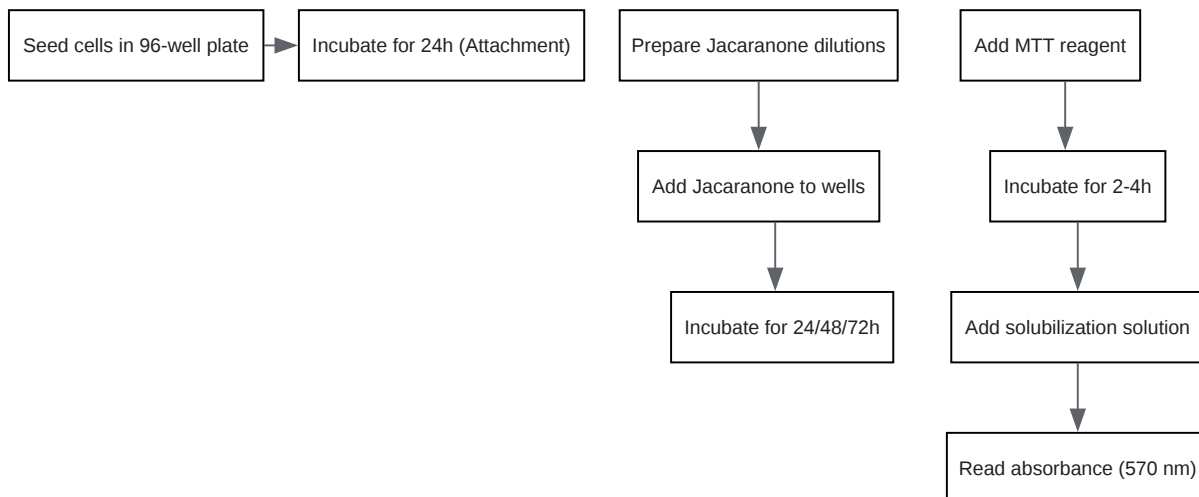 Seed cells in 96-well plate
Incubate for 24h (Attachment)
Prepare Jacaranone dilutions
Add Jacaranone to wells
Incubate for 24/48/72h
Add MTT reagent
Incubate for 2-4h
Add solubilization solution
Read absorbance (570 nm)